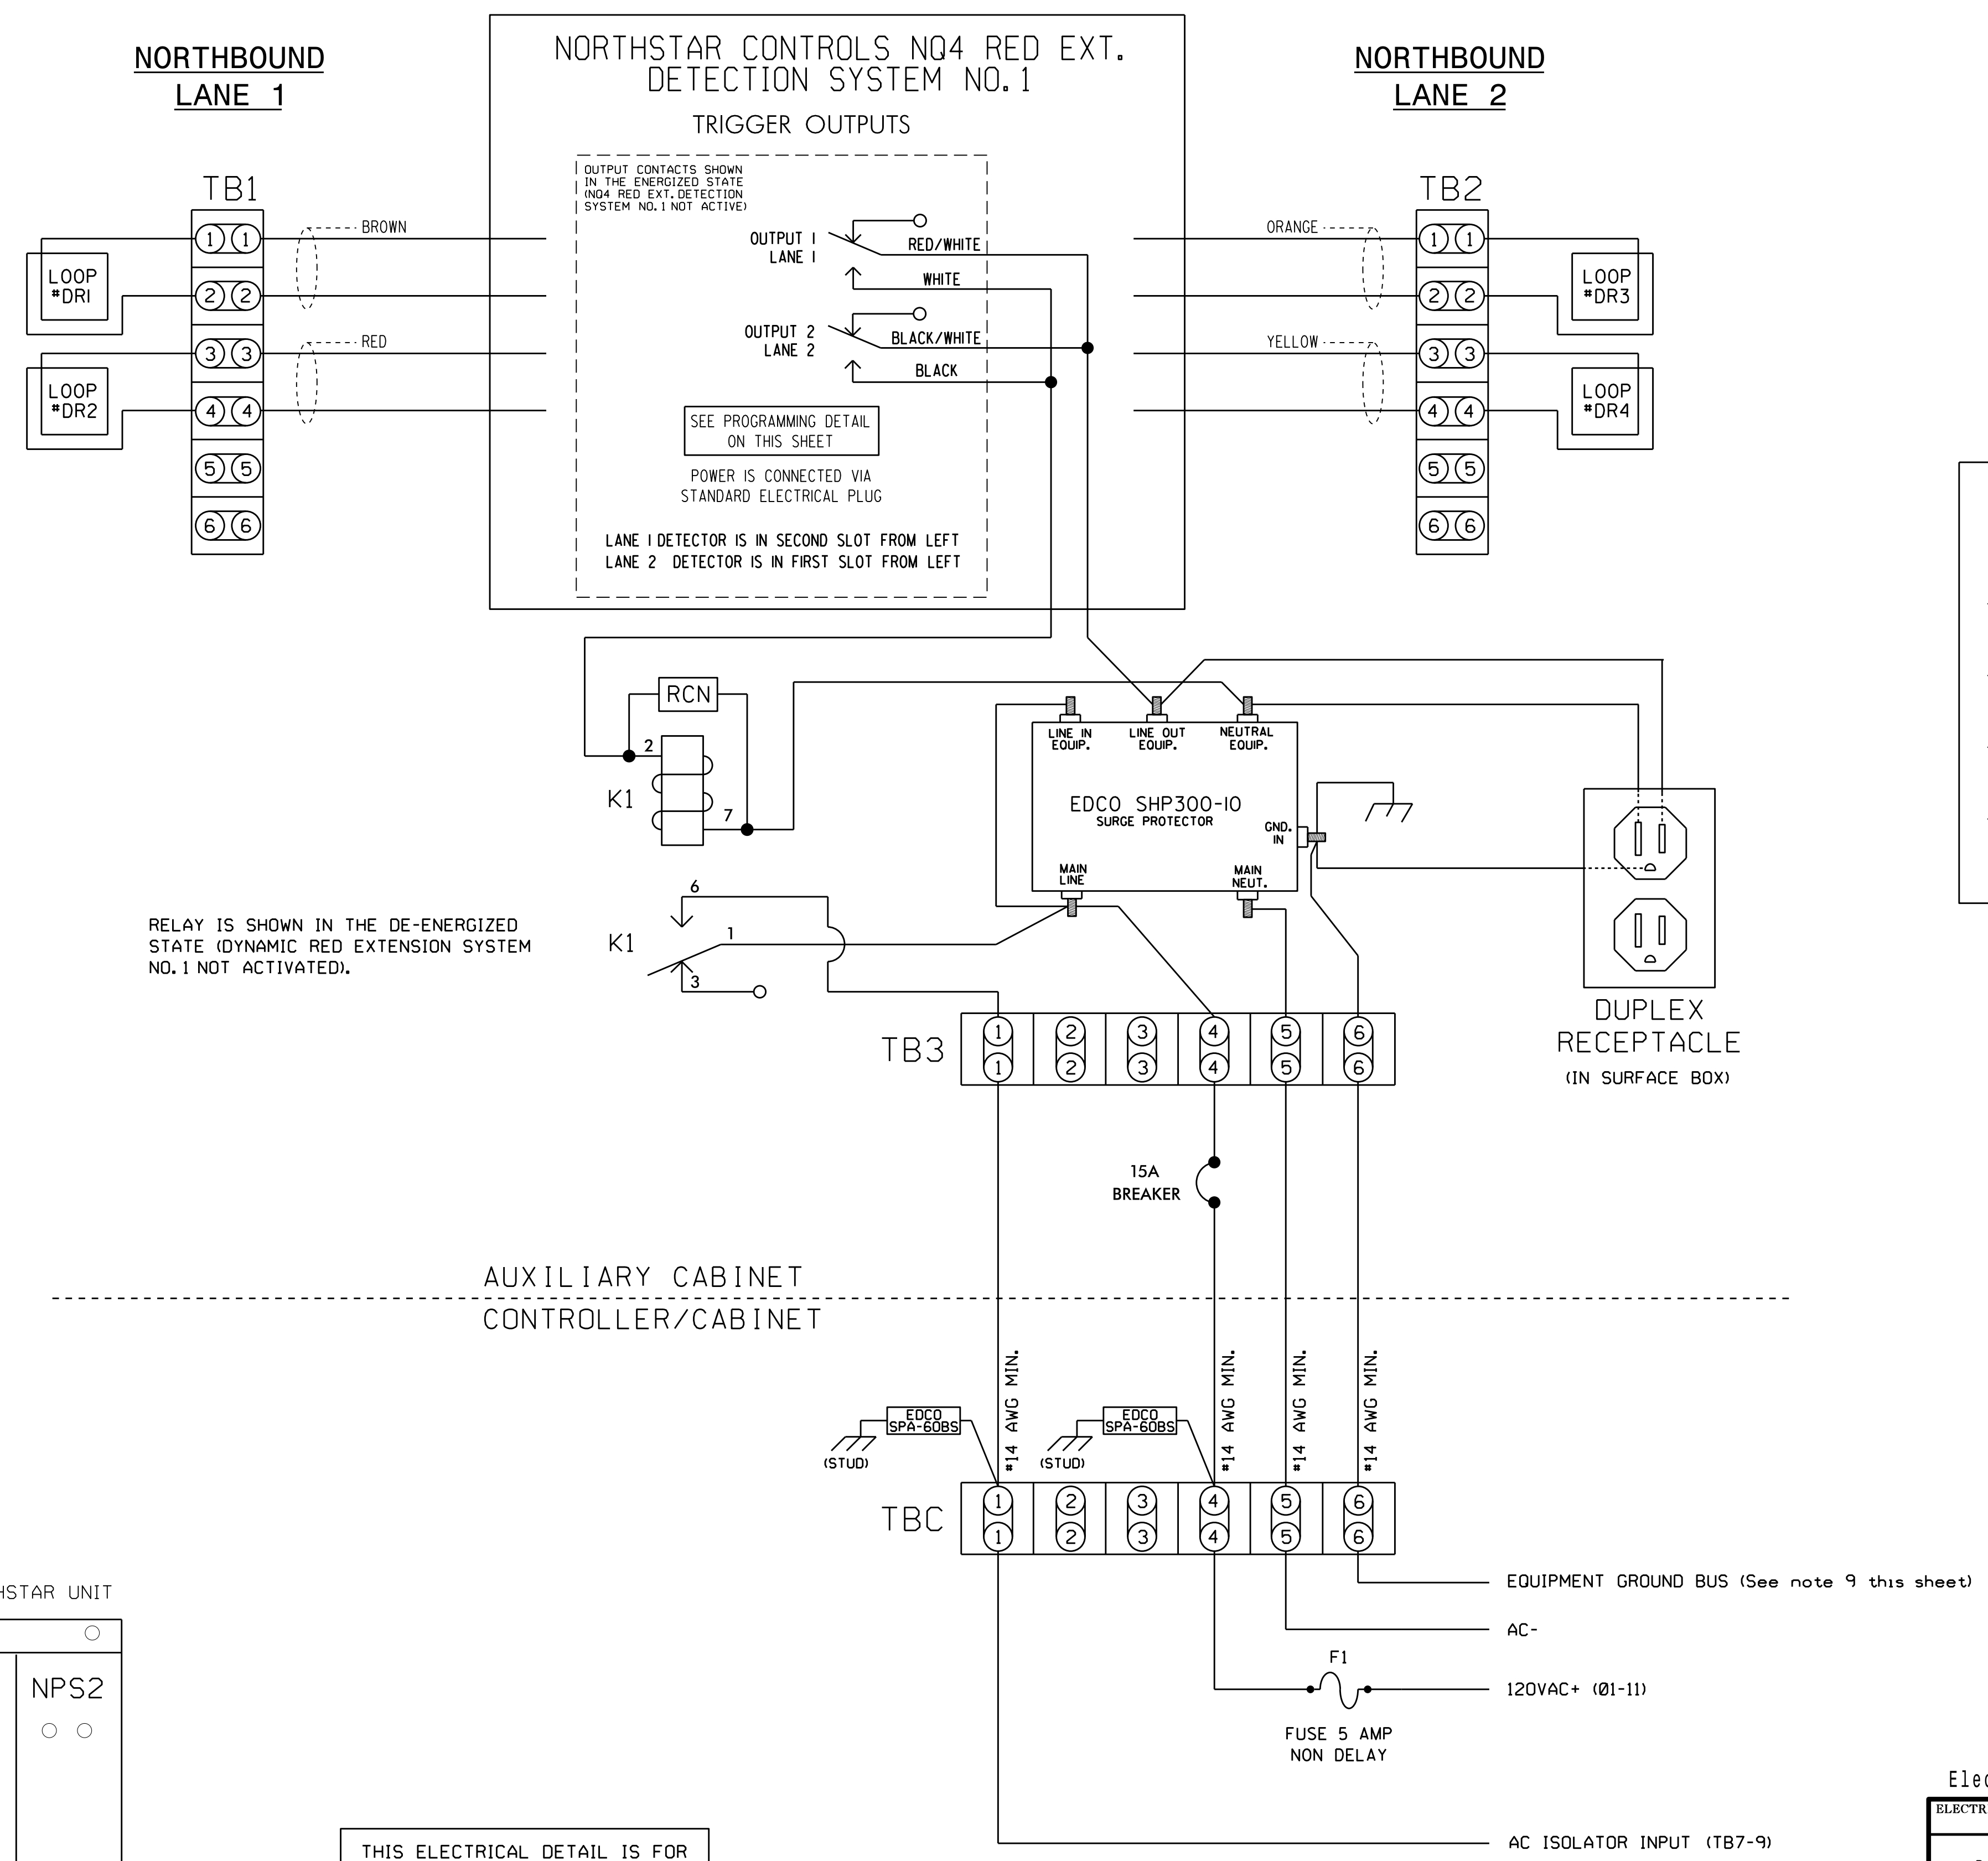 NORTHBOUND
LANE 1
NORTHSTAR CONTROLS NQ4 RED EXT.
DETECTION SYSTEM NO. 1
TRIGGER OUTPUTS
NORTHBOUND
LANE 2
OUTPUT CONTACTS SHOWN
IN THE ENERGIZED STATE
(NQ4 RED EXT. DETECTION
SYSTEM NO. 1 NOT ACTIVE)
OUTPUT 1
LANE 1
RED/WHITE
WHITE
OUTPUT 2
LANE 2
BLACK/WHITE
BLACK
SEE PROGRAMMING DETAIL
ON THIS SHEET
POWER IS CONNECTED VIA
STANDARD ELECTRICAL PLUG
LANE 1 DETECTOR IS IN SECOND SLOT FROM LEFT
LANE 2 DETECTOR IS IN FIRST SLOT FROM LEFT
TB1
1 1
2 2
3 3
4 4
5 5
6 6
BROWN
RED
LOOP
#DR1
LOOP
#DR2
TB2
1 1
2 2
3 3
4 4
5 5
6 6
ORANGE
YELLOW
LOOP
#DR3
LOOP
#DR4
RCN
2
K1
7
LINE IN
EQUIP.
LINE OUT
EQUIP.
NEUTRAL
EQUIP.
EDCO SHP300-10
SURGE PROTECTOR
GND.
IN
MAIN
LINE
MAIN
NEUT.
RELAY IS SHOWN IN THE DE-ENERGIZED
STATE (DYNAMIC RED EXTENSION SYSTEM
NO. 1 NOT ACTIVATED).
K1
6
1
3
DUPLEX
RECEPTACLE
(IN SURFACE BOX)
TB3
1 2 3 4 5 6
1 2 3 4 5 6
15A
BREAKER
AUXILIARY CABINET
CONTROLLER/CABINET
#14 AWG MIN.
#14 AWG MIN.
#14 AWG MIN.
#14 AWG MIN.
EDCO
SPA-60BS
(STUD)
EDCO
SPA-60BS
(STUD)
TBC
1 2 3 4 5 6
1 2 3 4 5 6
EQUIPMENT GROUND BUS (See note 9 this sheet)
AC-
F1
120VAC+ (01-11)
FUSE 5 AMP
NON DELAY
AC ISOLATOR INPUT (TB7-9)
HSTAR UNIT
NPS2
THIS ELECTRICAL DETAIL IS FOR
Elec
ELECTR